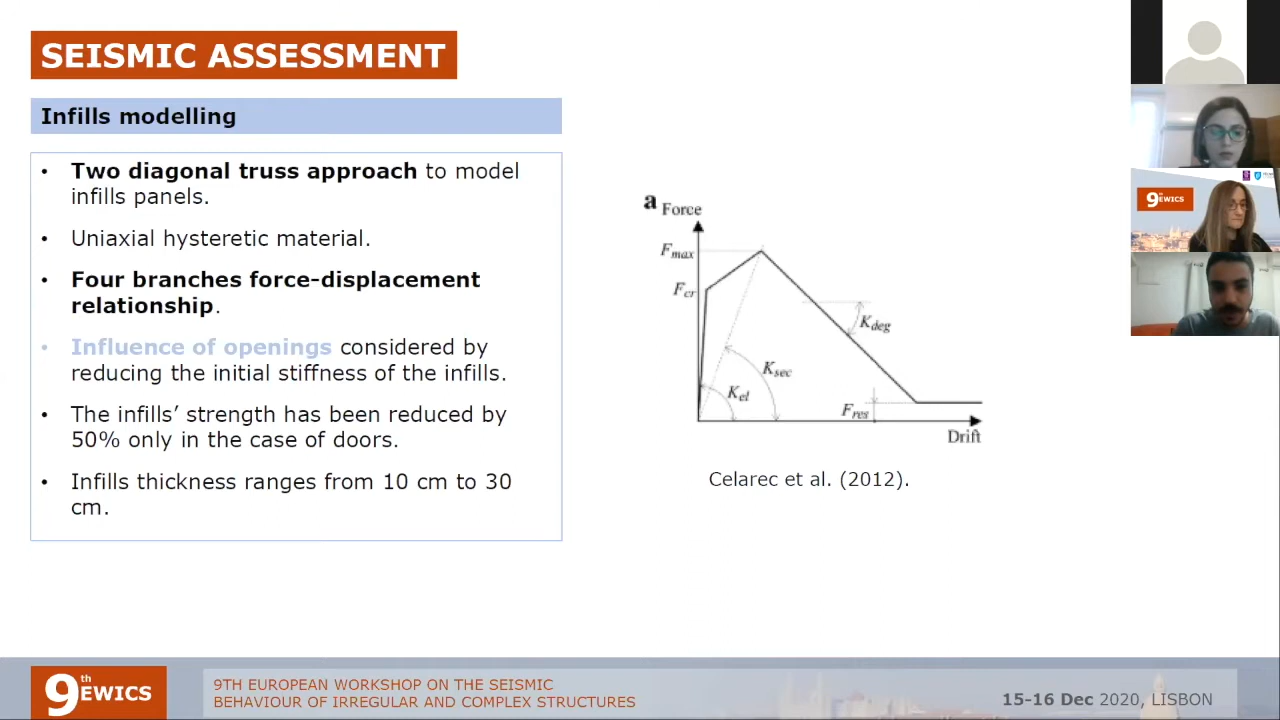 SEISMIC ASSESSMENT
Infills modelling
• Two diagonal truss approach to model
infills panels.
• Uniaxial hysteretic material.
• Four branches force-displacement
relationship.
• Influence of openings considered by
reducing the initial stiffness of the infills.
• The infills’ strength has been reduced by
50% only in the case of doors.
• Infills thickness ranges from 10 cm to 30
cm.
a Force
Fmax
Fcr
Kdeg
Ksec
Kel
Fres
Drift
Celarec et al. (2012).
9th EWICS
9th EWICS
9TH EUROPEAN WORKSHOP ON THE SEISMIC
BEHAVIOUR OF IRREGULAR AND COMPLEX STRUCTURES
15-16 Dec 2020, LISBON